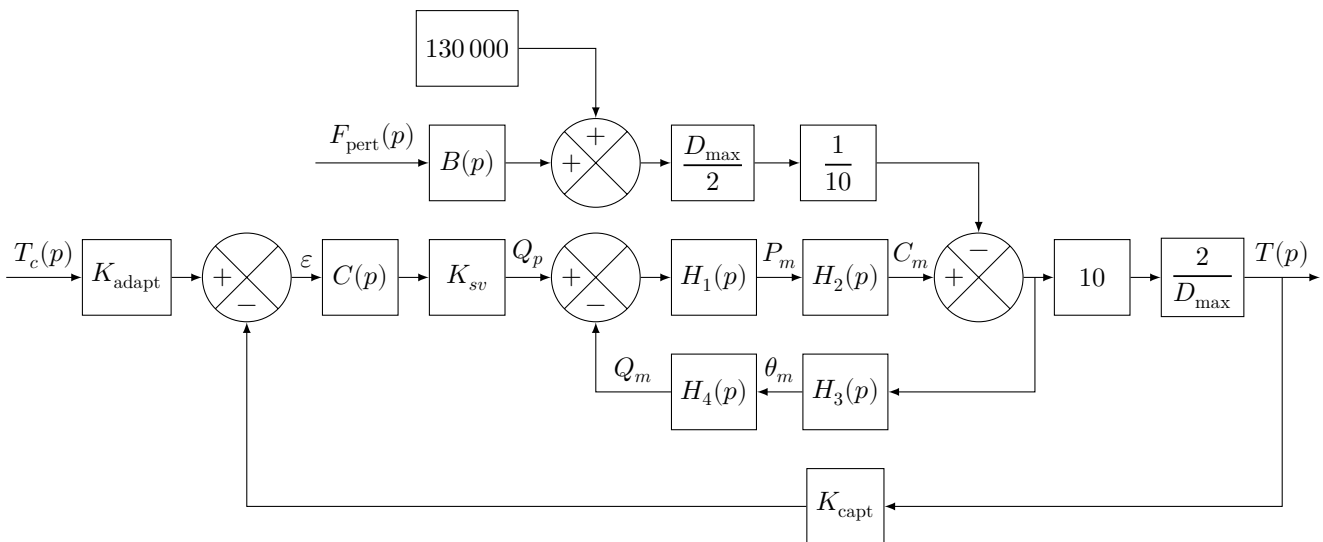 130 000
+
F_pert(p)
B(p)
+
D_max
2
1
10
T_c(p)
K_adapt
+
−
ε
C(p)
K_sv
Q_p
+
−
H_1(p)
P_m
H_2(p)
C_m
−
+
10
2
D_max
T(p)
Q_m
H_4(p)
θ_m
H_3(p)
K_capt